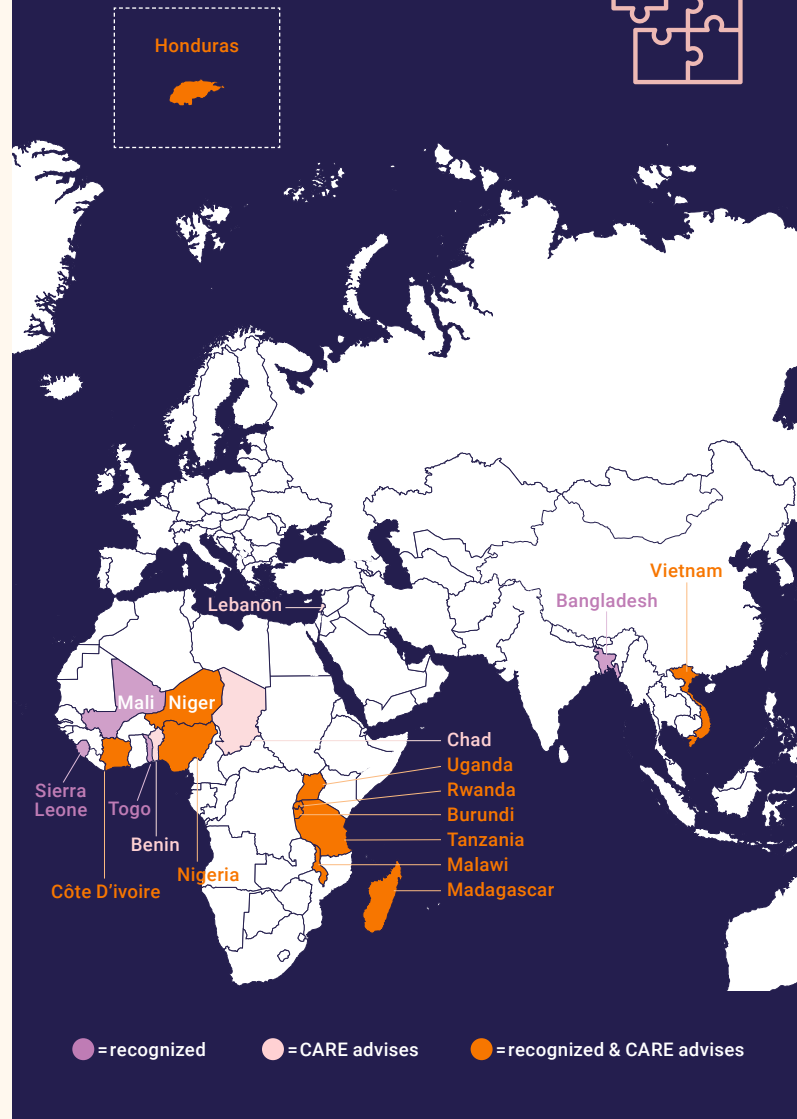 Honduras
Vietnam
Bangladesh
Lebanon
Mali
Niger
Chad
Uganda
Sierra
Leone
Rwanda
Togo
Burundi
Benin
Tanzania
Nigeria
Malawi
Côte D'ivoire
Madagascar
=recognized
=CARE advises
=recognized & CARE advises